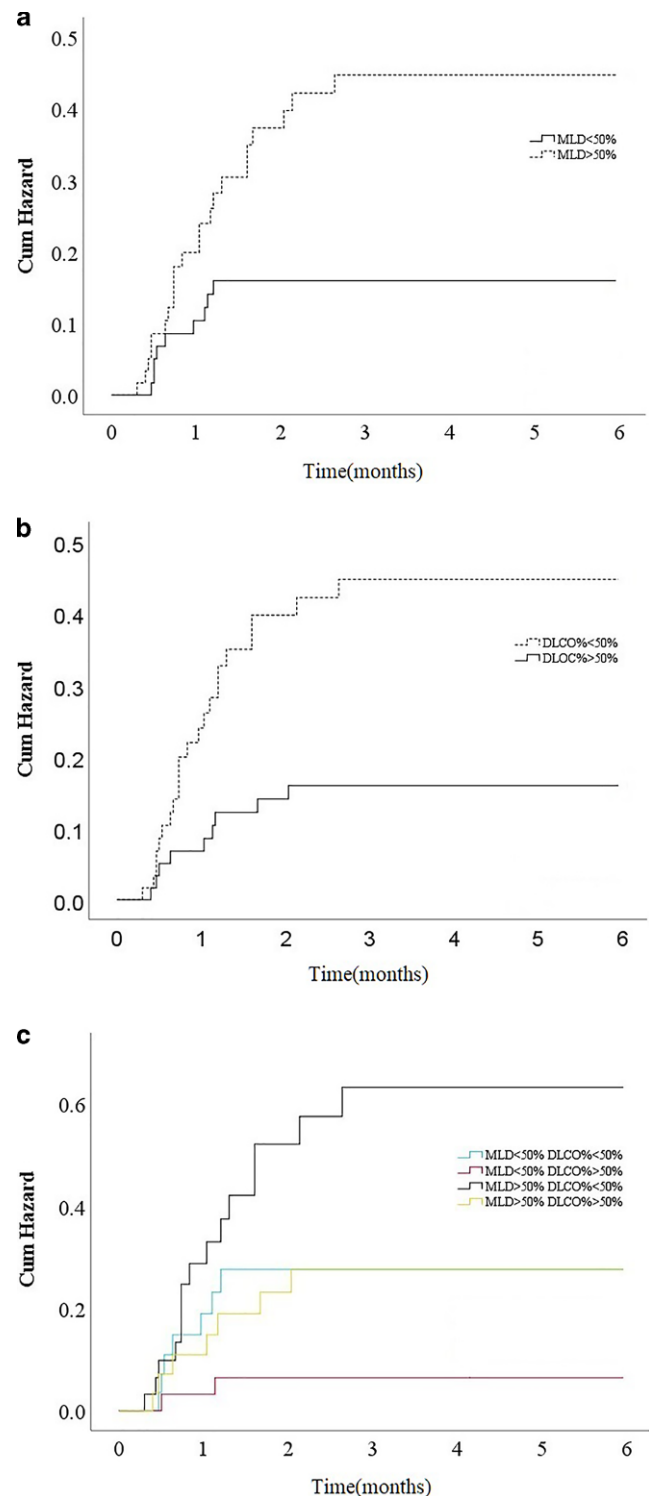 a
0.5
0.4
0.3
0.2
0.1
0.0
Cum Hazard
MLD<50%
MLD>50%
0 1 2 3 4 5 6
Time(months)
b
0.5
0.4
0.3
0.2
0.1
0.0
Cum Hazard
DLCO%<50%
DLOC%>50%
0 1 2 3 4 5 6
Time(months)
c
0.6
0.4
0.2
0.0
Cum Hazard
MLD<50% DLCO%<50%
MLD<50% DLCO%>50%
MLD>50% DLCO%<50%
MLD>50% DLCO%>50%
0 1 2 3 4 5 6
Time(months)